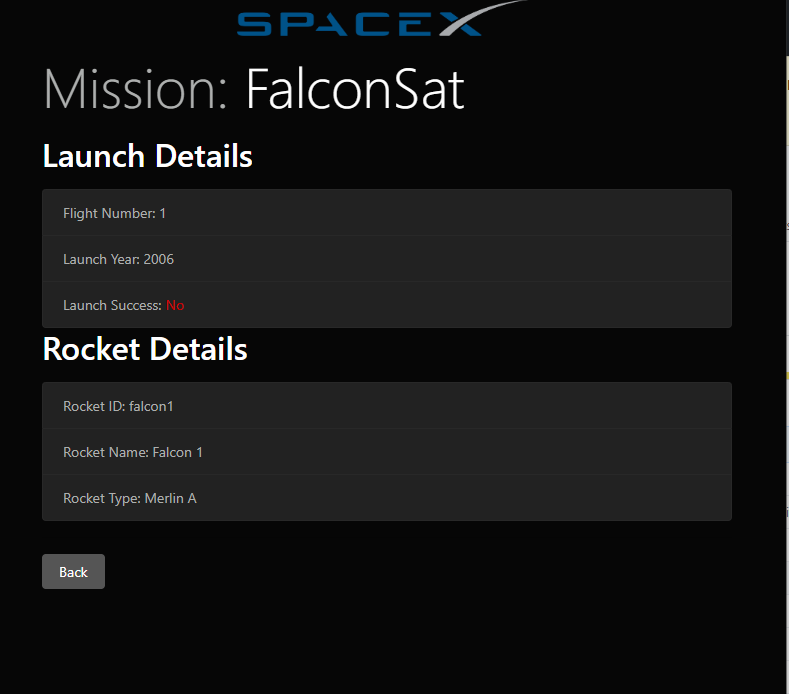 SPACEX
Mission: FalconSat
Launch Details
Flight Number: 1
Launch Year: 2006
Launch Success: No
Rocket Details
Rocket ID: falcon1
Rocket Name: Falcon 1
Rocket Type: Merlin A
Back